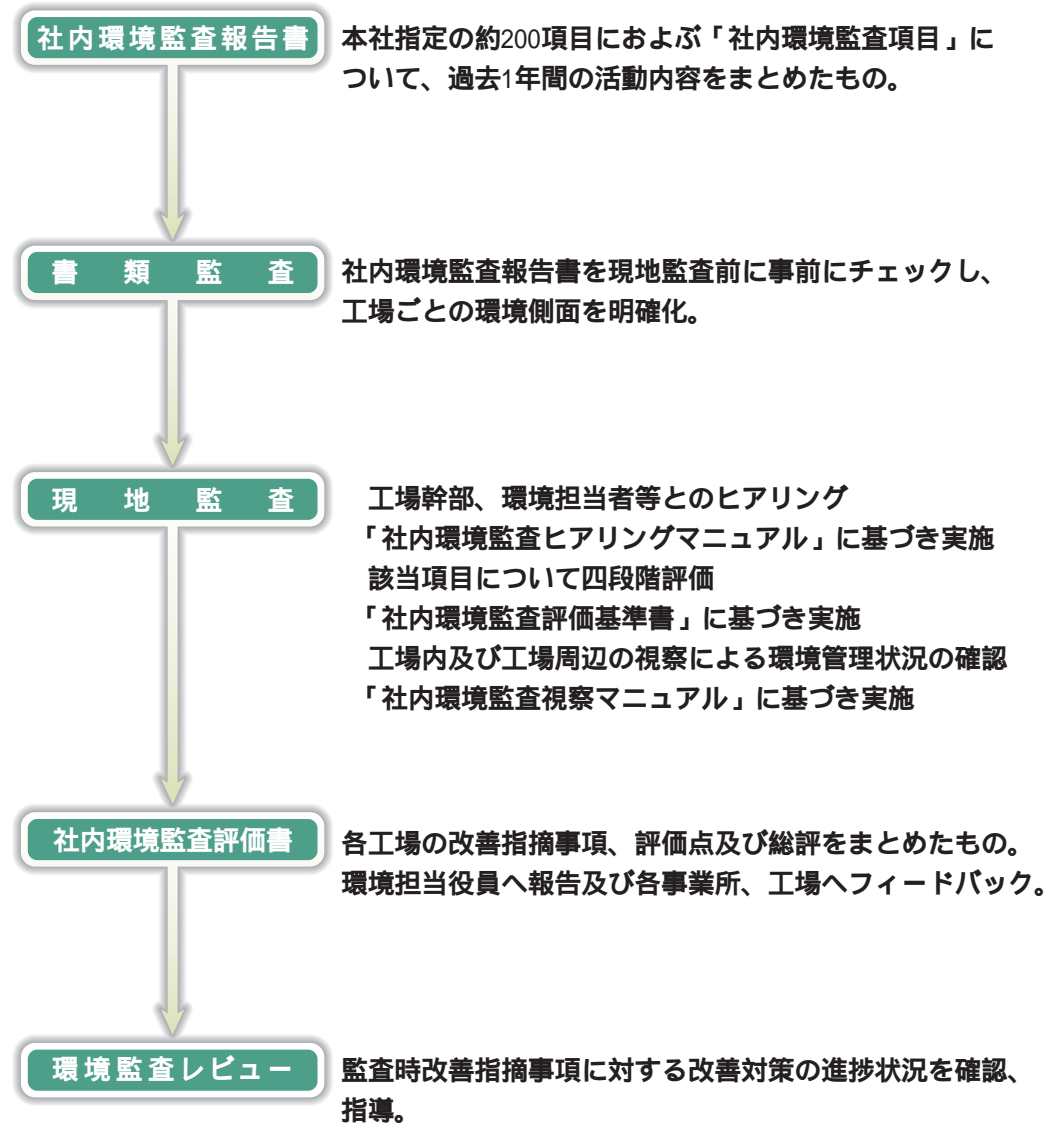 社内環境監査報告書
本社指定の約200項目におよぶ「社内環境監査項目」に
ついて、過去1年間の活動内容をまとめたもの。
書類監査
社内環境監査報告書を現地監査前に事前にチェックし、
工場ごとの環境側面を明確化。
現地監査
工場幹部、環境担当者等とのヒアリング
「社内環境監査ヒアリングマニュアル」に基づき実施
該当項目について四段階評価
「社内環境監査評価基準書」に基づき実施
工場内及び工場周辺の視察による環境管理状況の確認
「社内環境監査視察マニュアル」に基づき実施
社内環境監査評価書
各工場の改善指摘事項、評価点及び総評をまとめたもの。
環境担当役員へ報告及び各事業所、工場へフィードバック。
環境監査レビュー
監査時改善指摘事項に対する改善対策の進捗状況を確認、
指導。